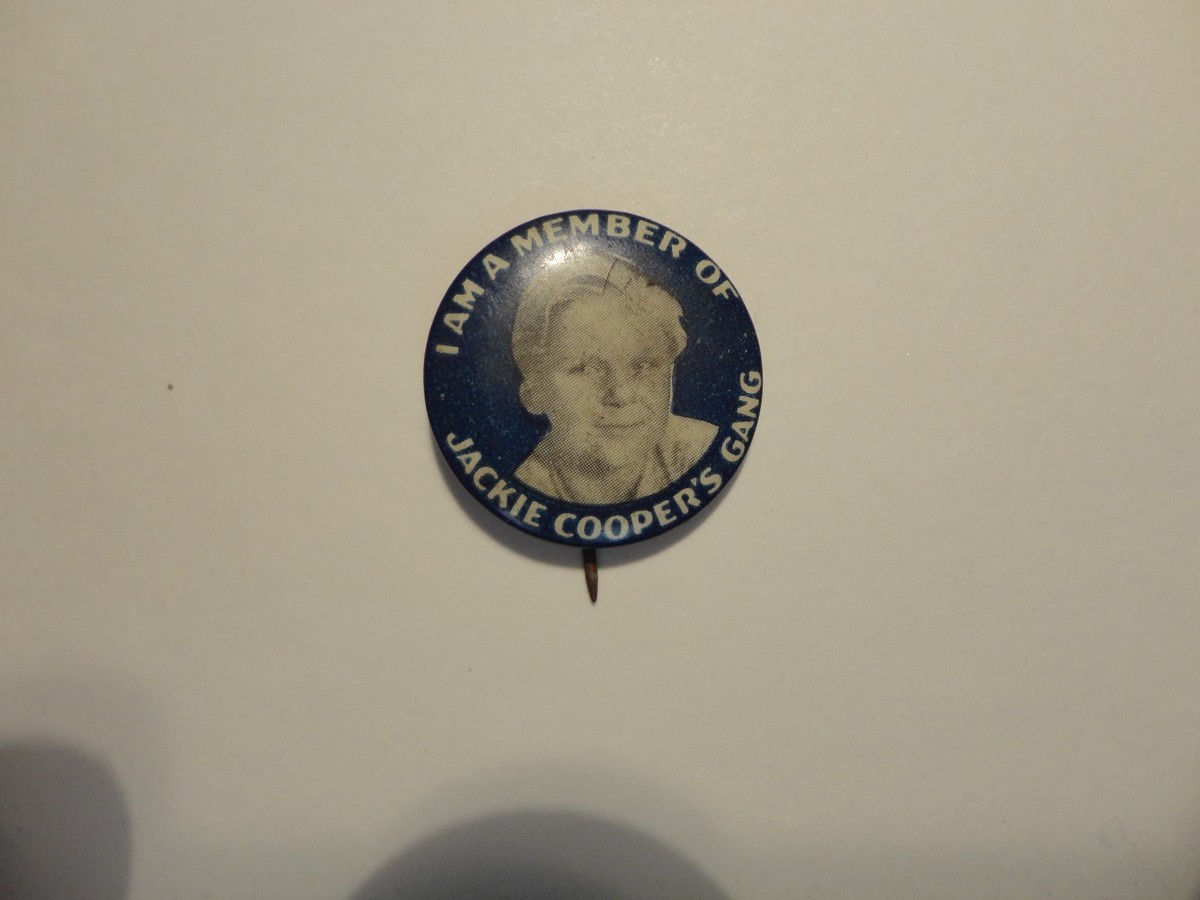 I AM A MEMBER OF
JACKIE COOPER'S GANG